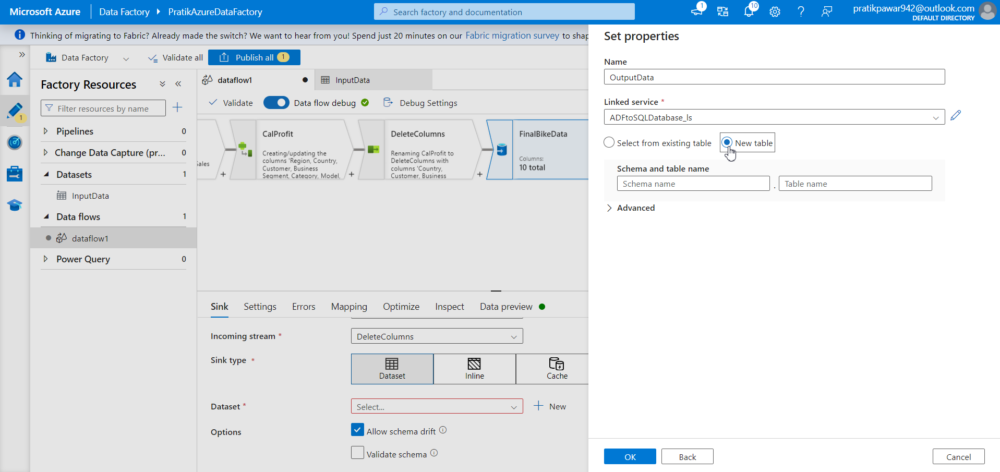 Microsoft Azure
Data Factory
PratikAzureDataFactory
Search factory and documentation
1
10
pratikpawar942@outlook.com
DEFAULT DIRECTORY
Thinking of migrating to Fabric? Already made the switch? We want to hear from you! Spend just 20 minutes on our Fabric migration survey to shap
Data Factory
Validate all
Publish all 1
1
Factory Resources
Filter resources by name
Pipelines 0
Change Data Capture (pr... 0
Datasets 1
InputData
Data flows 1
dataflow1
Power Query 0
dataflow1
InputData
Validate
Data flow debug
Debug Settings
ales
+
CalProfit
Creating/updating the
columns 'Region, Country,
Customer, Business
Segment, Category, Model,
+
DeleteColumns
Renaming CalProfit to
DeleteColumns with
columns 'Country,
Customer, Business
+
FinalBikeData
Columns:
10 total
Sink
Settings
Errors
Mapping
Optimize
Inspect
Data preview
Incoming stream *
DeleteColumns
Sink type *
Dataset
Inline
Cache
Dataset *
Select...
New
Options
Allow schema drift
Validate schema
Set properties
Name
OutputData
Linked service *
ADFtoSQLDatabase_ls
Select from existing table
New table
Schema and table name
Schema name . Table name
Advanced
OK
Back
Cancel